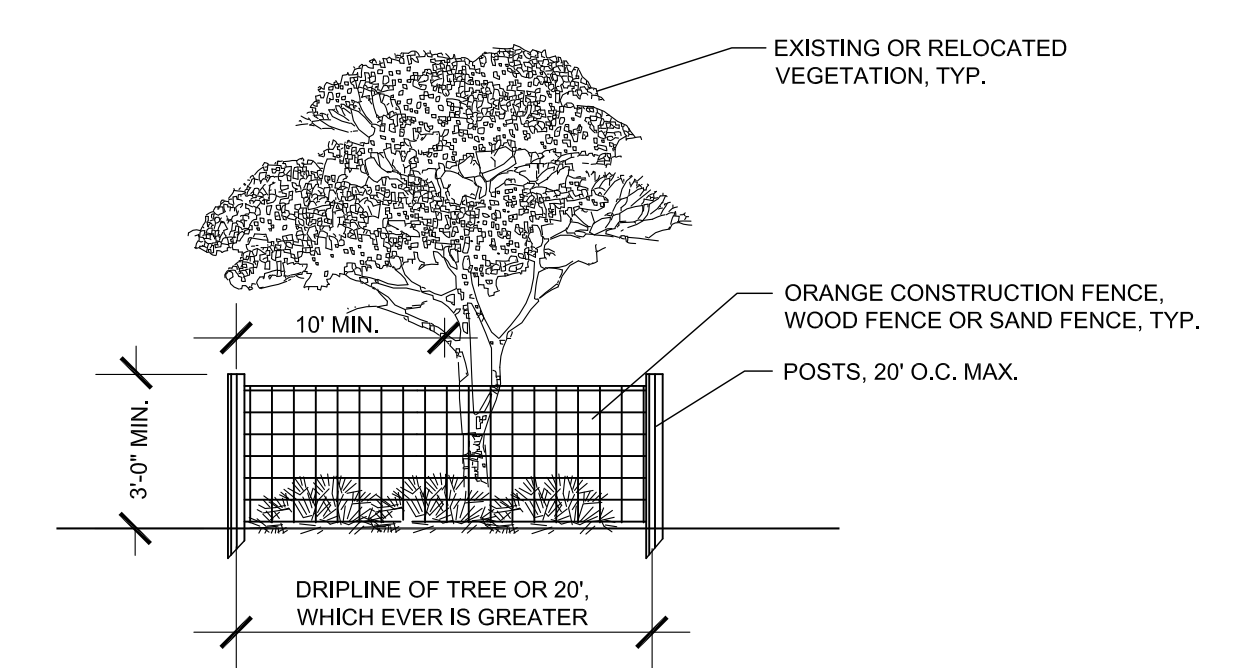 EXISTING OR RELOCATED
VEGETATION, TYP.
10' MIN.
ORANGE CONSTRUCTION FENCE,
WOOD FENCE OR SAND FENCE, TYP.
POSTS, 20' O.C. MAX.
3'-0" MIN.
DRIPLINE OF TREE OR 20',
WHICH EVER IS GREATER